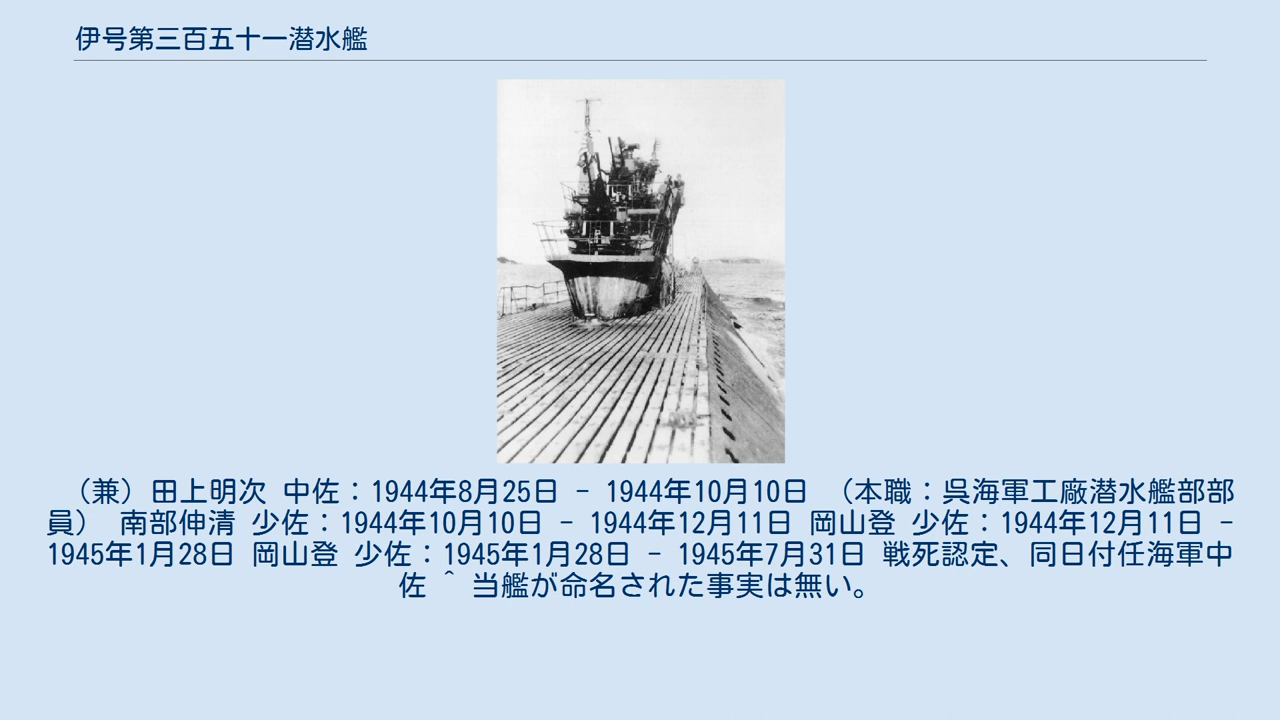 伊号第三百五十一潜水艦
（兼）田上明次 中佐：1944年8月25日 - 1944年10月10日 （本職：呉海軍工廠潜水艦部部
員） 南部伸清 少佐：1944年10月10日 - 1944年12月11日 岡山登 少佐：1944年12月11日 -
1945年1月28日 岡山登 少佐：1945年1月28日 - 1945年7月31日 戦死認定、同日付任海軍中
佐 ^ 当艦が命名された事実は無い。